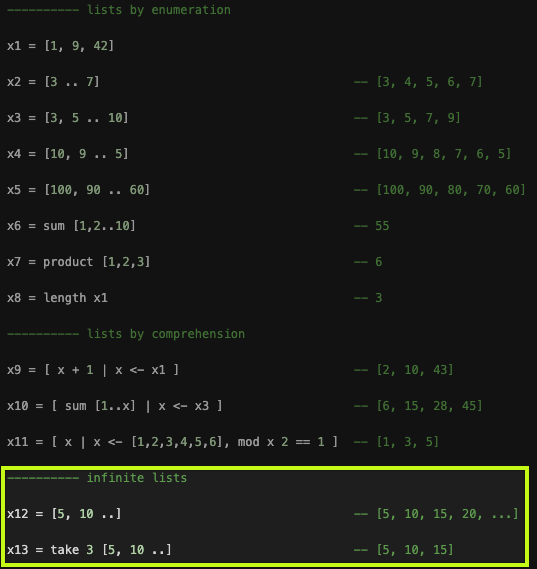 ---------- lists by enumeration
x1 = [1, 9, 42]
x2 = [3 .. 7] -- [3, 4, 5, 6, 7]
x3 = [3, 5 .. 10] -- [3, 5, 7, 9]
x4 = [10, 9 .. 5] -- [10, 9, 8, 7, 6, 5]
x5 = [100, 90 .. 60] -- [100, 90, 80, 70, 60]
x6 = sum [1,2..10] -- 55
x7 = product [1,2,3] -- 6
x8 = length x1 -- 3
---------- lists by comprehension
x9 = [ x + 1 | x <- x1 ] -- [2, 10, 43]
x10 = [ sum [1..x] | x <- x3 ] -- [6, 15, 28, 45]
x11 = [ x | x <- [1,2,3,4,5,6], mod x 2 == 1 ] -- [1, 3, 5]
---------- infinite lists
x12 = [5, 10 ..] -- [5, 10, 15, 20, ...]
x13 = take 3 [5, 10 ..] -- [5, 10, 15]